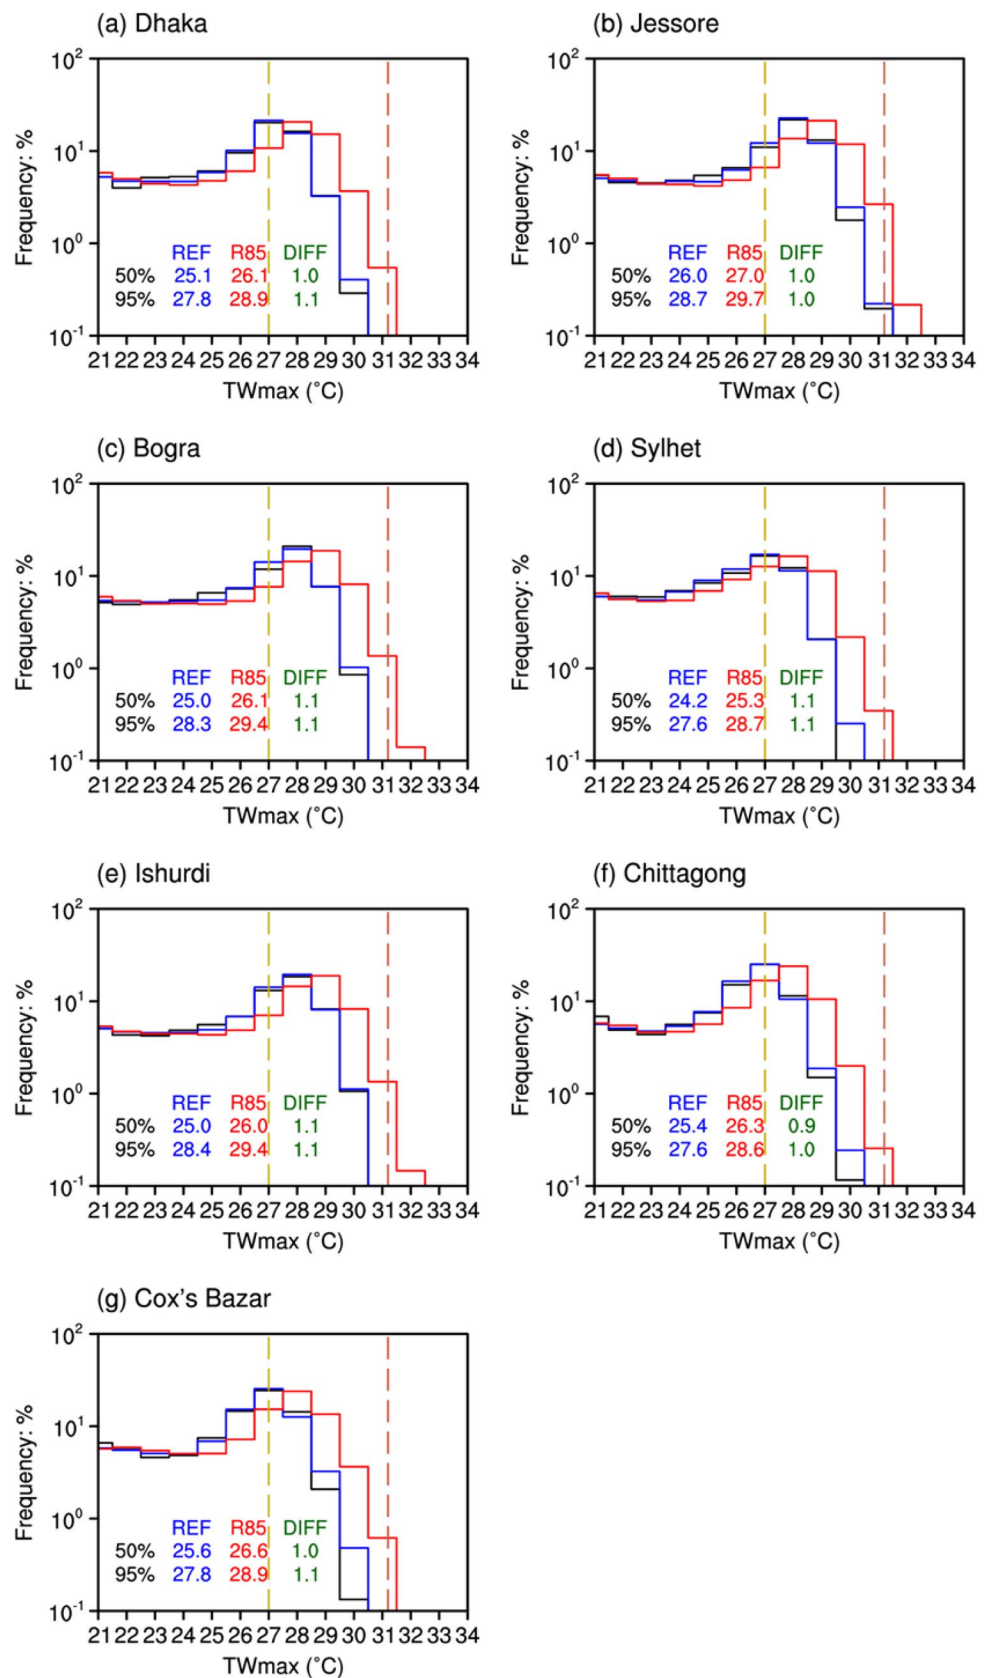 (a) Dhaka
(b) Jessore
10² 10² 
Frequency: %
Frequency: %
10¹ 10¹
10⁰ 10⁰
REF R85 DIFF
50% 25.1 26.1 1.0
95% 27.8 28.9 1.1
REF R85 DIFF
50% 26.0 27.0 1.0
95% 28.7 29.7 1.0
10⁻¹ 10⁻¹
21 22 23 24 25 26 27 28 29 30 31 32 33 34
21 22 23 24 25 26 27 28 29 30 31 32 33 34
TWmax (°C)
TWmax (°C)
(c) Bogra
(d) Sylhet
10² 10²
Frequency: %
Frequency: %
10¹ 10¹
10⁰ 10⁰
REF R85 DIFF
50% 25.0 26.1 1.1
95% 28.3 29.4 1.1
REF R85 DIFF
50% 24.2 25.3 1.1
95% 27.6 28.7 1.1
10⁻¹ 10⁻¹
21 22 23 24 25 26 27 28 29 30 31 32 33 34
21 22 23 24 25 26 27 28 29 30 31 32 33 34
TWmax (°C)
TWmax (°C)
(e) Ishurdi
(f) Chittagong
10² 10²
Frequency: %
Frequency: %
10¹ 10¹
10⁰ 10⁰
REF R85 DIFF
50% 25.0 26.0 1.1
95% 28.4 29.4 1.1
REF R85 DIFF
50% 25.4 26.3 0.9
95% 27.6 28.6 1.0
10⁻¹ 10⁻¹
21 22 23 24 25 26 27 28 29 30 31 32 33 34
21 22 23 24 25 26 27 28 29 30 31 32 33 34
TWmax (°C)
TWmax (°C)
(g) Cox's Bazar
10²
Frequency: %
10¹
10⁰
REF R85 DIFF
50% 25.6 26.6 1.0
95% 27.8 28.9 1.1
10⁻¹
21 22 23 24 25 26 27 28 29 30 31 32 33 34
TWmax (°C)